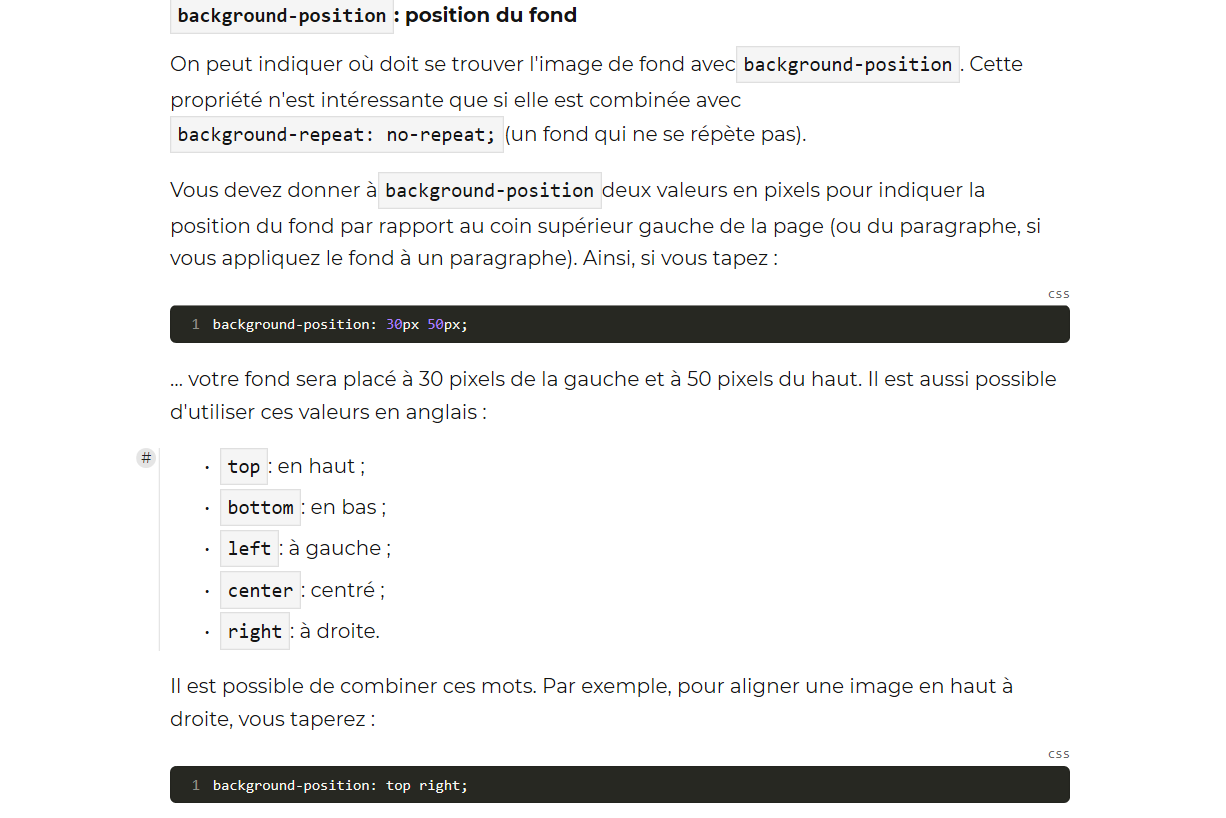 background-position : position du fond
On peut indiquer où doit se trouver l'image de fond avec background-position . Cette
propriété n'est intéressante que si elle est combinée avec
background-repeat: no-repeat; (un fond qui ne se répète pas).
Vous devez donner à background-position deux valeurs en pixels pour indiquer la
position du fond par rapport au coin supérieur gauche de la page (ou du paragraphe, si
vous appliquez le fond à un paragraphe). Ainsi, si vous tapez :
CSS
1 background-position: 30px 50px;
... votre fond sera placé à 30 pixels de la gauche et à 50 pixels du haut. Il est aussi possible
d'utiliser ces valeurs en anglais :
#
• top : en haut ;
• bottom : en bas ;
• left : à gauche ;
• center : centré ;
• right : à droite.
Il est possible de combiner ces mots. Par exemple, pour aligner une image en haut à
droite, vous taperez :
CSS
1 background-position: top right;